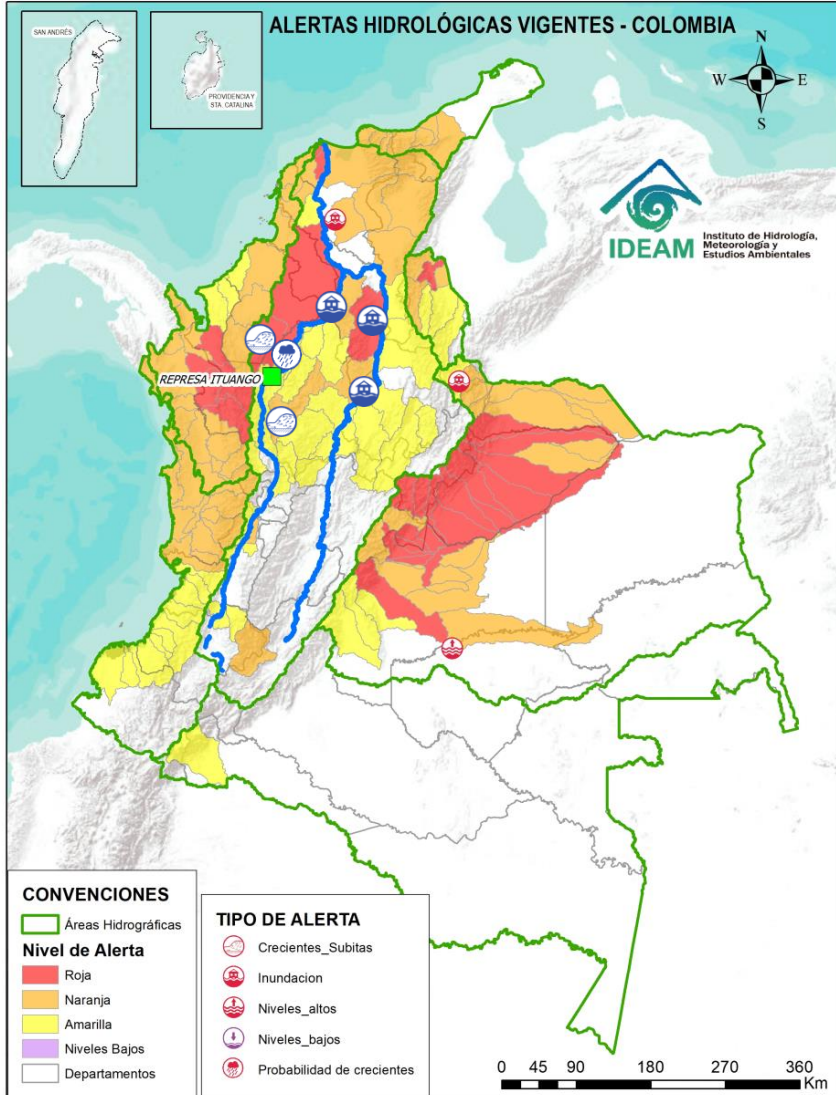 ALERTAS HIDROLÓGICAS VIGENTES - COLOMBIA
SAN ANDRÉS
PROVIDENCIA Y
STA. CATALINA
N
W
E
S
IDEAM
Instituto de Hidrología,
Meteorología y
Estudios Ambientales
REPRESA ITUANGO
CONVENCIONES
Áreas Hidrográficas
Nivel de Alerta
Roja
Naranja
Amarilla
Niveles Bajos
Departamentos
TIPO DE ALERTA
Crecientes_Subitas
Inundacion
Niveles_altos
Niveles_bajos
Probabilidad de crecientes
0 45 90 180 270 360
Km